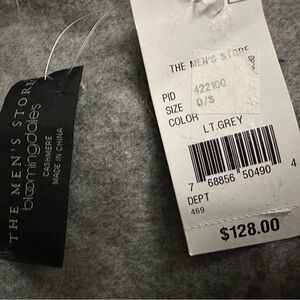 THE MEN'S STORE
bloomingdales
CASHMERE
MADE IN CHINA
THE MEN'S STORE
PID 422100
SIZE O/S
COLOR
LT.GREY
7 68856 50490 4
DEPT
469
$128.00